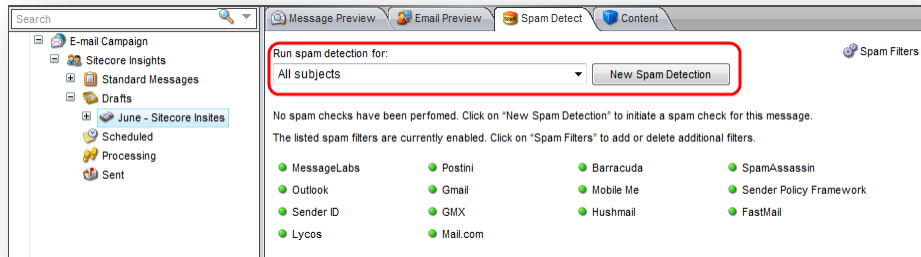 Search
E-mail Campaign
Sitecore Insights
Standard Messages
Drafts
June - Sitecore Insites
Scheduled
Processing
Sent
Message Preview
Email Preview
Spam Detect
Content
Run spam detection for:
All subjects
New Spam Detection
Spam Filters
No spam checks have been perfomed. Click on "New Spam Detection" to initiate a spam check for this message.
The listed spam filters are currently enabled. Click on "Spam Filters" to add or delete additional filters.
MessageLabs Postini Barracuda SpamAssassin
Outlook Gmail Mobile Me Sender Policy Framework
Sender ID GMX Hushmail FastMail
Lycos Mail.com